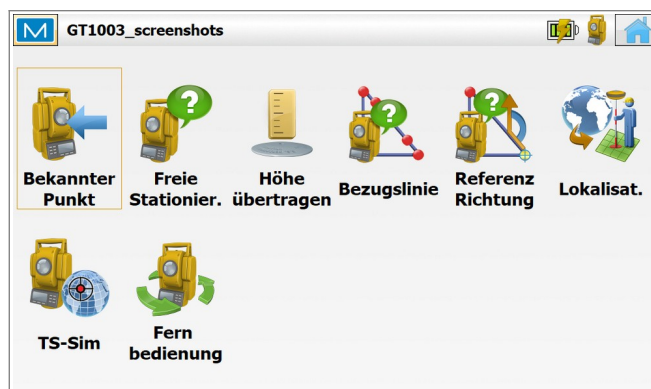 GT1003_screenshots
Bekannter
Punkt
Freie
Stationier.
Höhe
übertragen
Bezugslinie
Referenz
Richtung
Lokalisat.
TS-Sim
Fern
bedienung